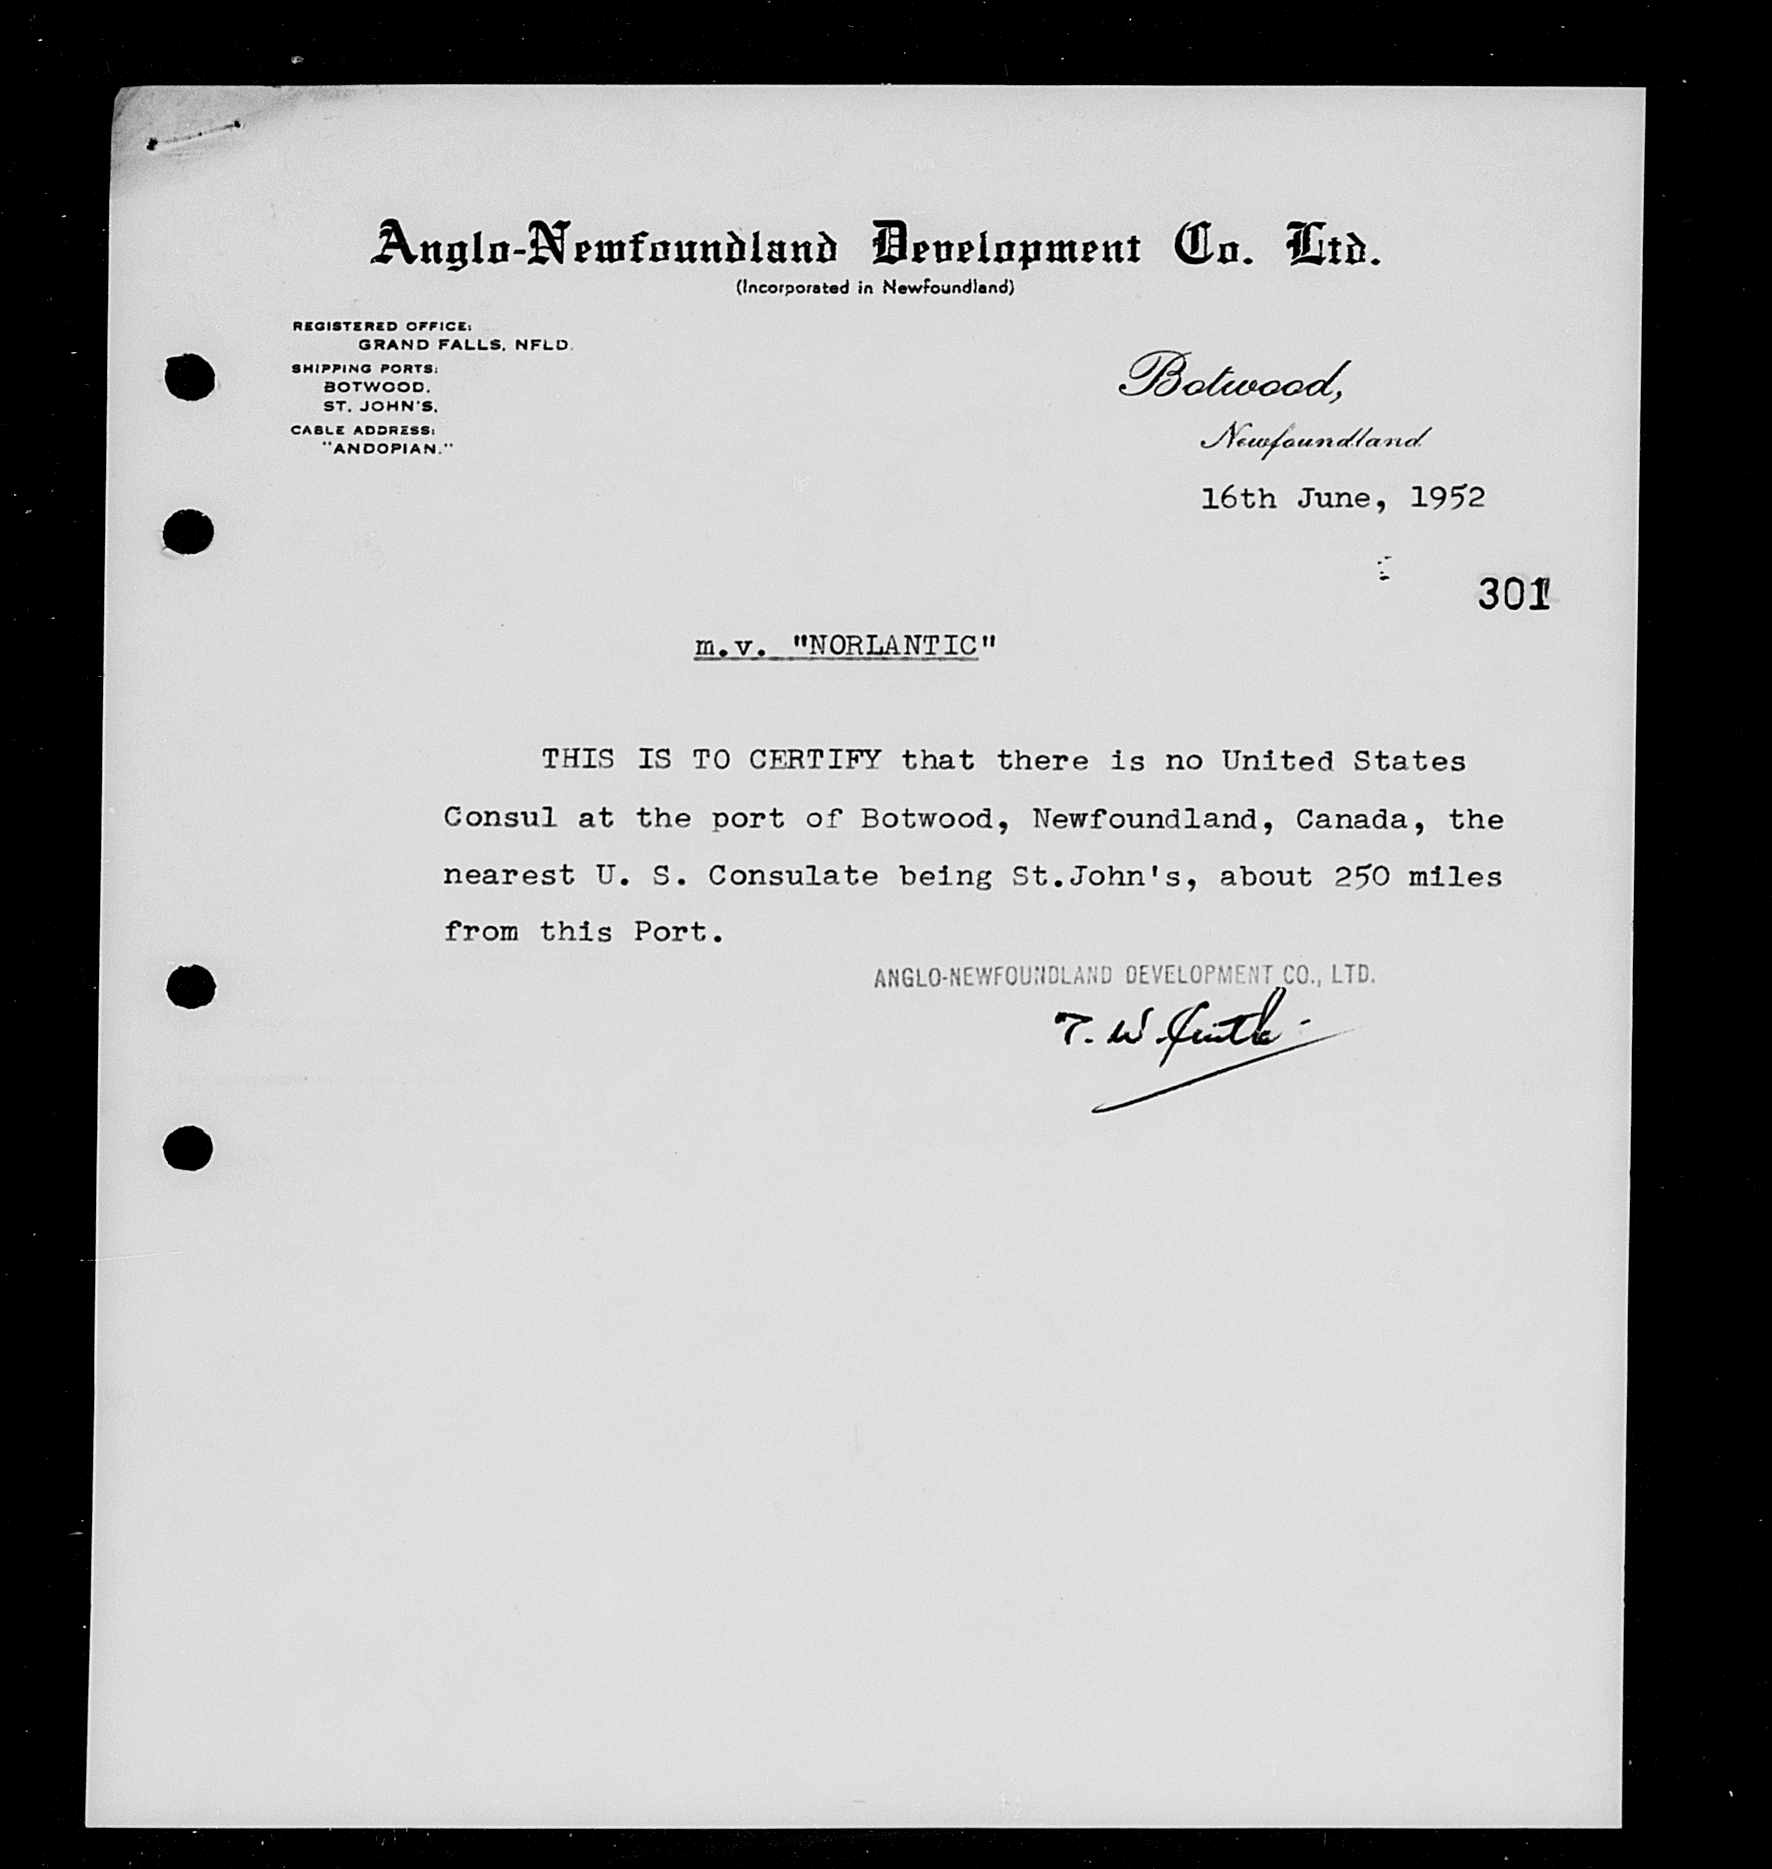 Anglo-Newfoundland Development Co. Ltd.
(Incorporated in Newfoundland)
REGISTERED OFFICE:
GRAND FALLS, NFLD.
SHIPPING PORTS:
BOTWOOD.
ST. JOHN'S.
CABLE ADDRESS:
"ANDOPIAN."
Botwood,
Newfoundland
16th June, 1952
301
m.v. "NORLANTIC"
THIS IS TO CERTIFY that there is no United States
Consul at the port of Botwood, Newfoundland, Canada, the
nearest U. S. Consulate being St.John's, about 250 miles
from this Port.
ANGLO-NEWFOUNDLAND DEVELOPMENT CO., LTD.
T. W.